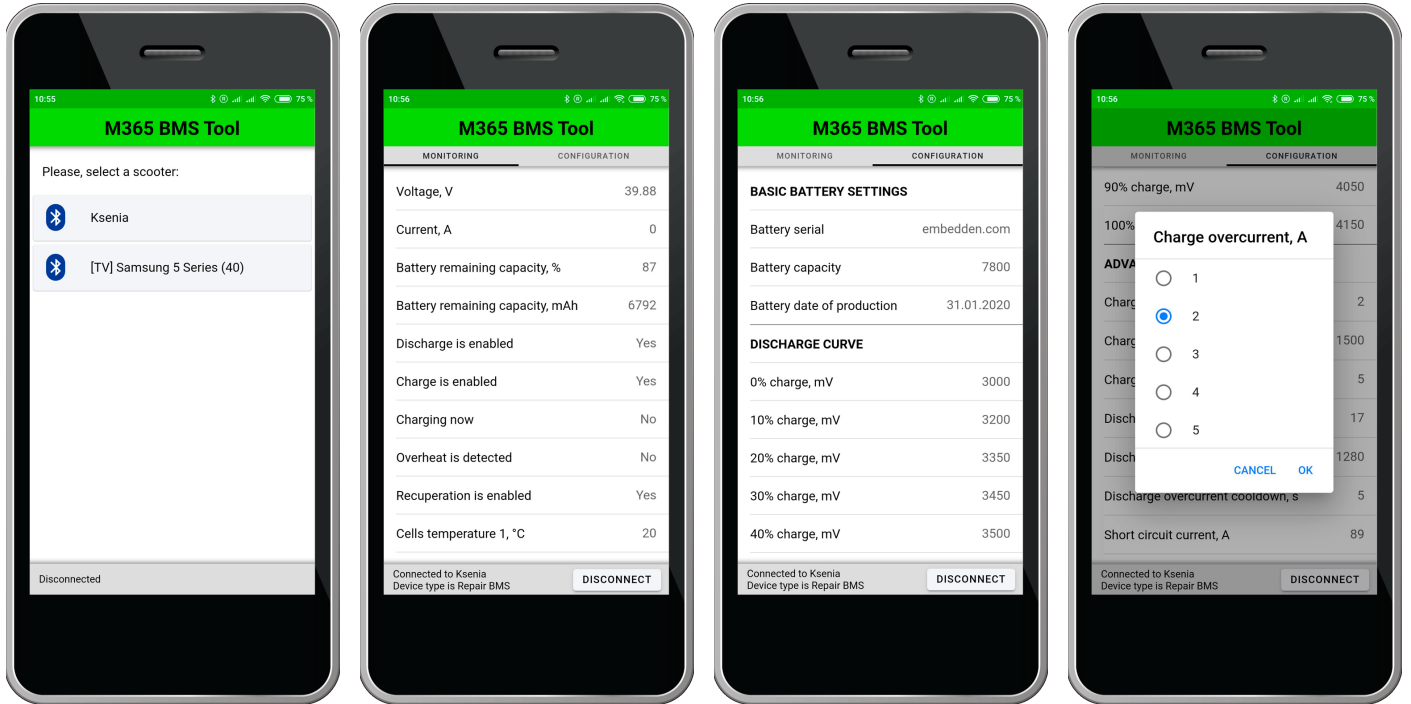 10:55
75 %
M365 BMS Tool
Please, select a scooter:
Ksenia
[TV] Samsung 5 Series (40)
Disconnected
10:56
75 %
M365 BMS Tool
MONITORING CONFIGURATION
Voltage, V 39.88
Current, A 0
Battery remaining capacity, % 87
Battery remaining capacity, mAh 6792
Discharge is enabled Yes
Charge is enabled Yes
Charging now No
Overheat is detected No
Recuperation is enabled Yes
Cells temperature 1, °C 20
Connected to Ksenia
Device type is Repair BMS
DISCONNECT
10:56
75 %
M365 BMS Tool
MONITORING CONFIGURATION
BASIC BATTERY SETTINGS
Battery serial embedden.com
Battery capacity 7800
Battery date of production 31.01.2020
DISCHARGE CURVE
0% charge, mV 3000
10% charge, mV 3200
20% charge, mV 3350
30% charge, mV 3450
40% charge, mV 3500
Connected to Ksenia
Device type is Repair BMS
DISCONNECT
10:56
75 %
M365 BMS Tool
MONITORING CONFIGURATION
90% charge, mV 4050
100% 4150
Charge overcurrent, A
ADVA
1
Charg 2
2
Charg 1500
3
Charg 5
4
Disch 17
5
Disch 1280
CANCEL OK
Discharge overcurrent cooldown, s 5
Short circuit current, A 89
Connected to Ksenia
Device type is Repair BMS
DISCONNECT